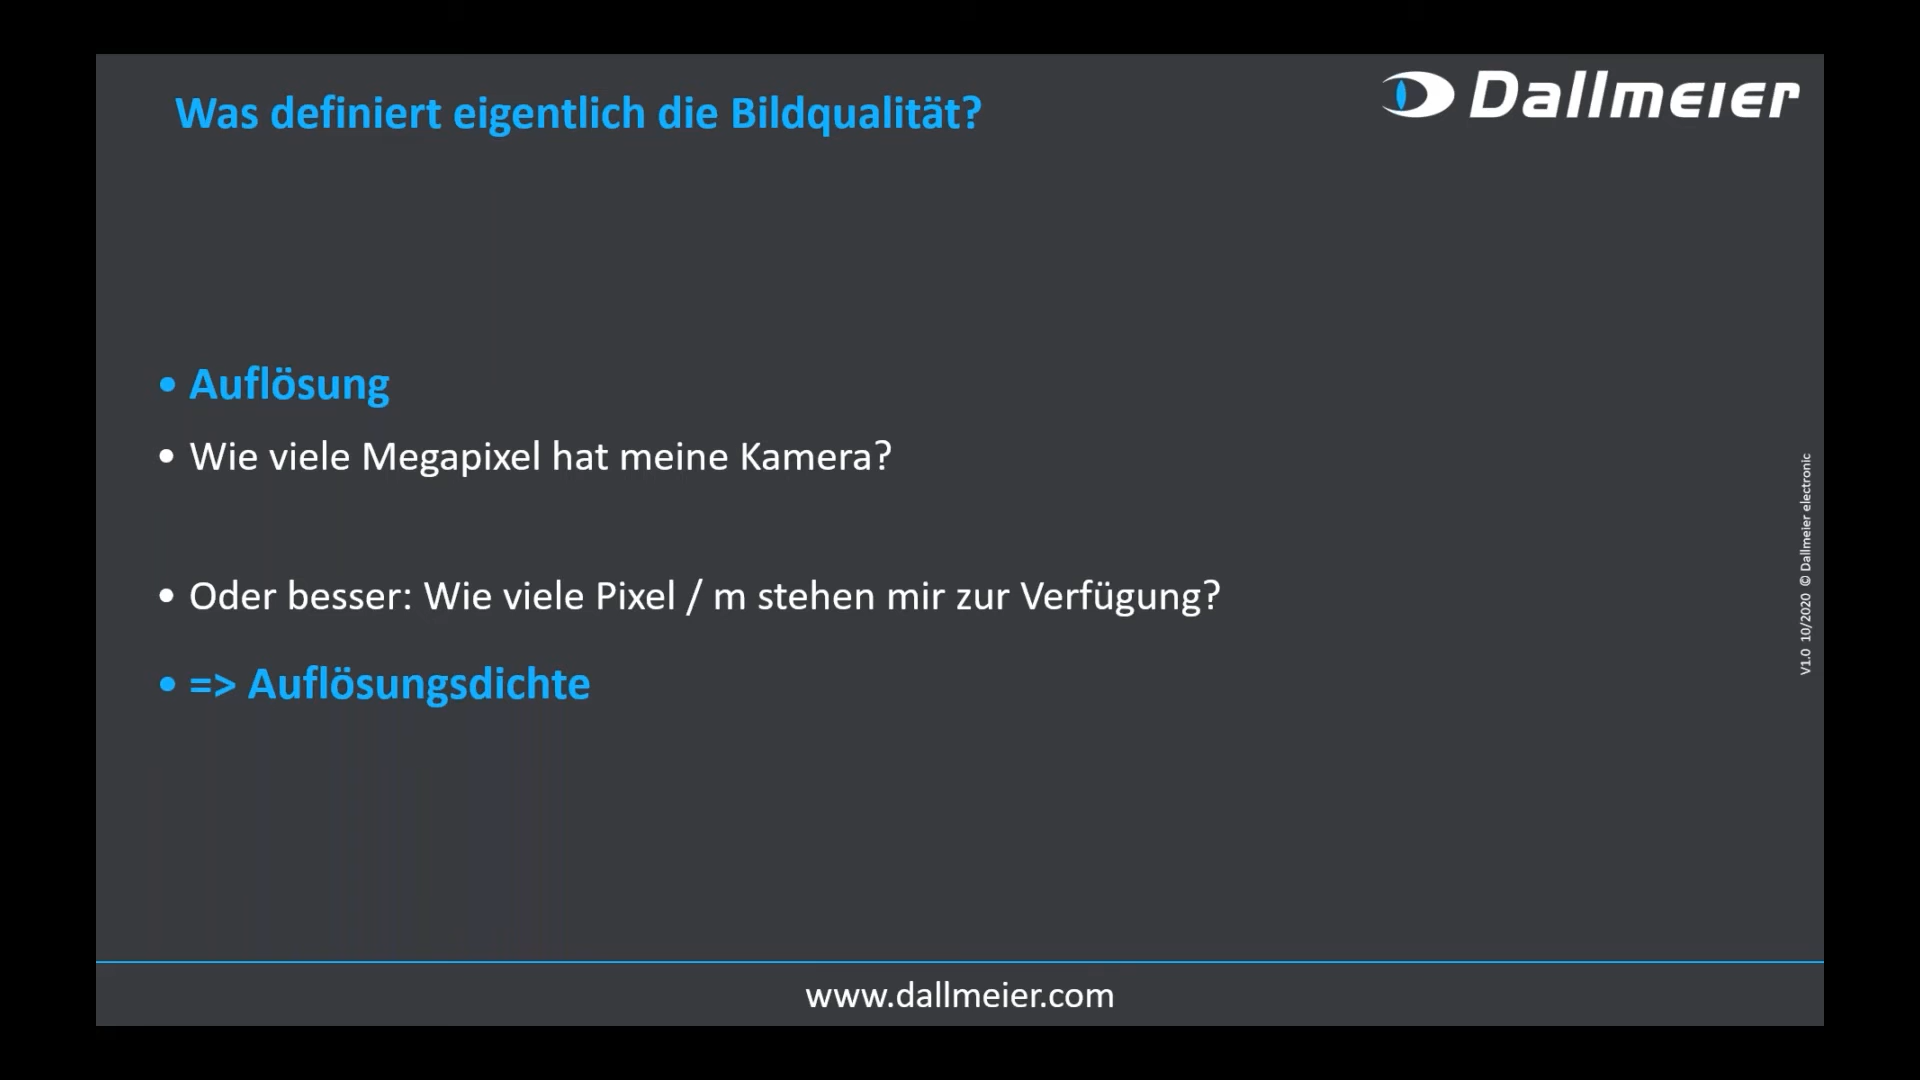 Was definiert eigentlich die Bildqualität?
Dallmeier
• Auflösung
• Wie viele Megapixel hat meine Kamera?
• Oder besser: Wie viele Pixel / m stehen mir zur Verfügung?
• => Auflösungsdichte
V1.0 10/2020 © Dallmeier electronic
www.dallmeier.com